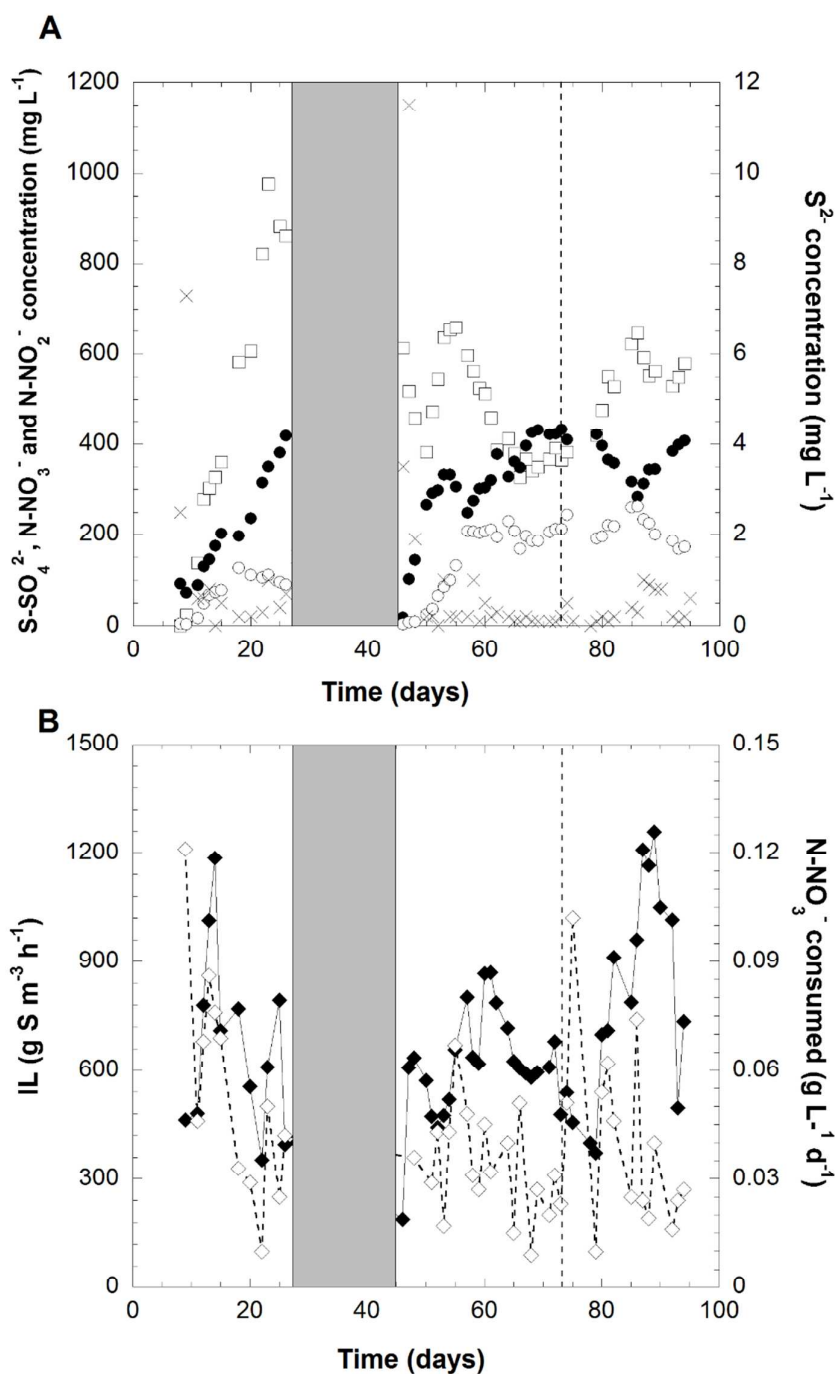 A
S-SO₄²⁻, N-NO₃⁻ and N-NO₂⁻ concentration (mg L⁻¹)
1200
1000
800
600
400
200
0
12
10
8
6
4
2
0
S²⁻ concentration (mg L⁻¹)
0 20 40 60 80 100
Time (days)
B
IL (g S m⁻³ h⁻¹)
1500
1200
900
600
300
0
0.15
0.12
0.09
0.06
0.03
0.00
N-NO₃⁻ consumed (g L-¹ d⁻¹)
0 20 40 60 80 100
Time (days)